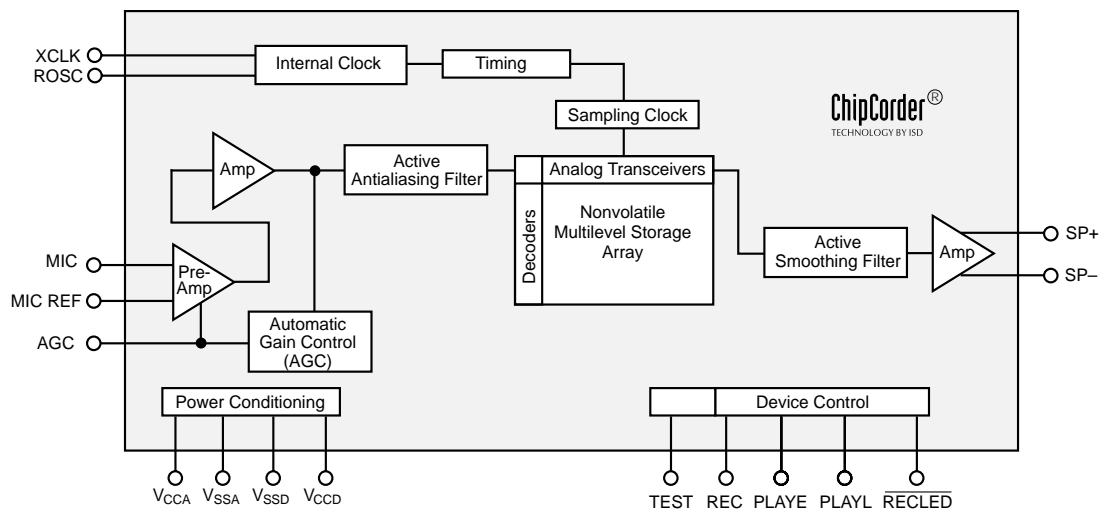 XCLK
ROSC
Internal Clock
Timing
Sampling Clock
ChipCorder®
TECHNOLOGY BY ISD
Amp
Active
Antialiasing Filter
Analog Transceivers
Decoders
Nonvolatile
Multilevel Storage
Array
MIC
MIC REF
AGC
Pre-
Amp
Automatic
Gain Control
(AGC)
Active
Smoothing Filter
Amp
SP+
SP–
Power Conditioning
Device Control
VCCA
VSSA
VSSD
VCCD
TEST
REC
PLAYE
PLAYL
RECLED